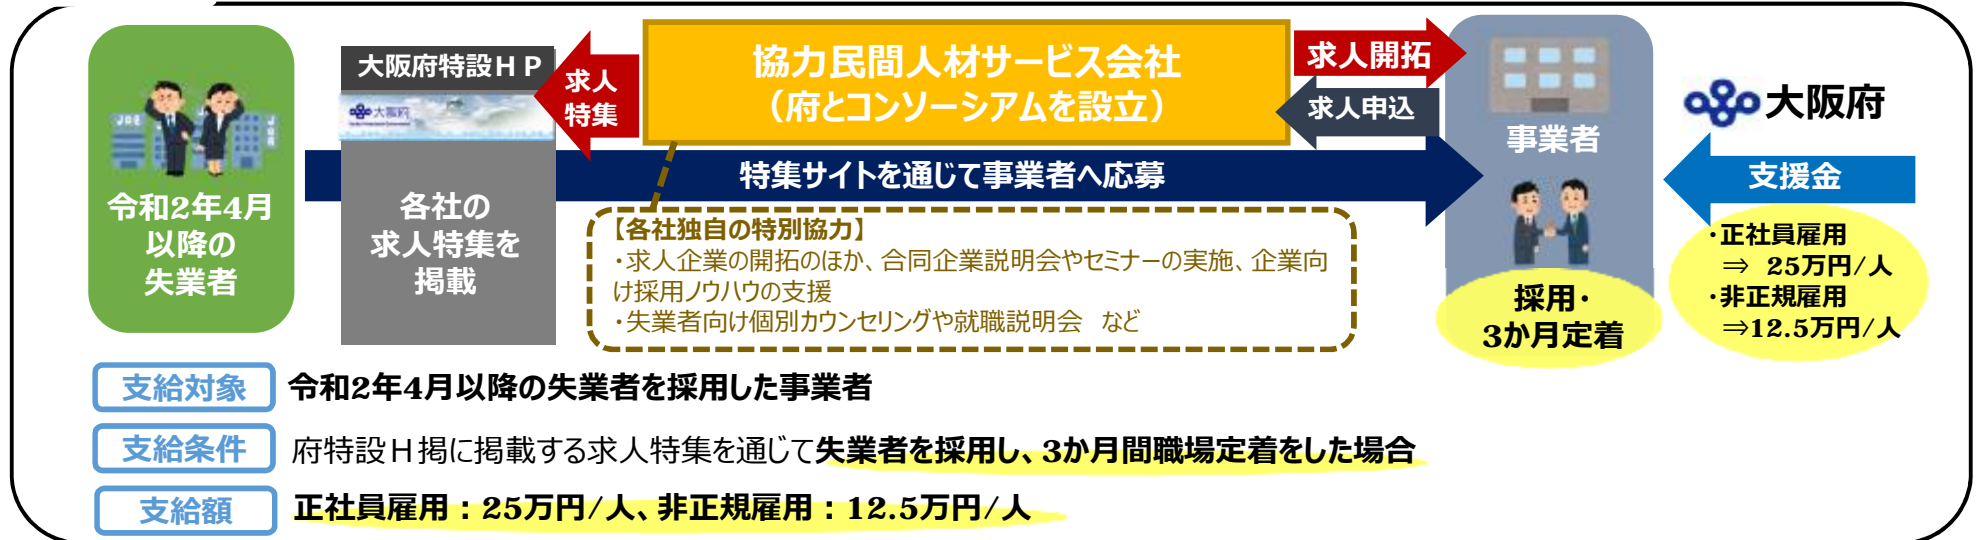 大阪府特設ＨＰ
大阪府
求人
特集
協力民間人材サービス会社
（府とコンソーシアムを設立）
求人開拓
求人申込
事業者
大阪府
特集サイトを通じて事業者へ応募
支援金
令和2年4月
以降の
失業者
各社の
求人特集を
掲載
【各社独自の特別協力】
・求人企業の開拓のほか、合同企業説明会やセミナーの実施、企業向
け採用ノウハウの支援
・失業者向け個別カウンセリングや就職説明会　など
採用・
3か月定着
・正社員雇用
⇒ 25万円/人
・非正規雇用
⇒12.5万円/人
支給対象 令和2年4月以降の失業者を採用した事業者
支給条件 府特設Ｈ掲に掲載する求人特集を通じて失業者を採用し、3か月間職場定着をした場合
支給額 正社員雇用：25万円/人、非正規雇用：12.5万円/人